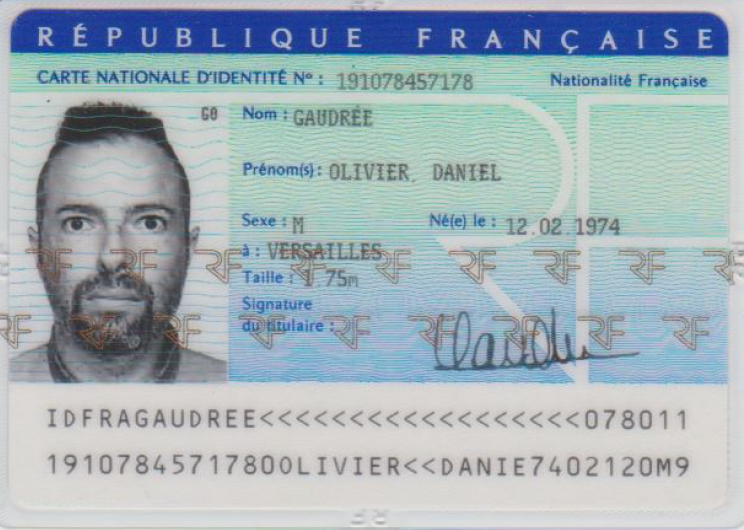 RÉPUBLIQUE FRANÇAISE
CARTE NATIONALE D'IDENTITÉ Nº : 191078457178 Nationalité Française
G0 Nom : GAUDRÉE
Prénom(s) : OLIVIER, DANIEL
Sexe : M Né(e) le : 12.02.1974
à : VERSAILLES
RF RF RF RF RF RF RF RF
Taille : 1.75m
Signature
du titulaire :
RF RF RF RF RF RF RF
IDFRAGAUDREE<<<<<<<<<<<<<<<<<<<078011
1910784571780OLIVIER<<DANIE7402120M9